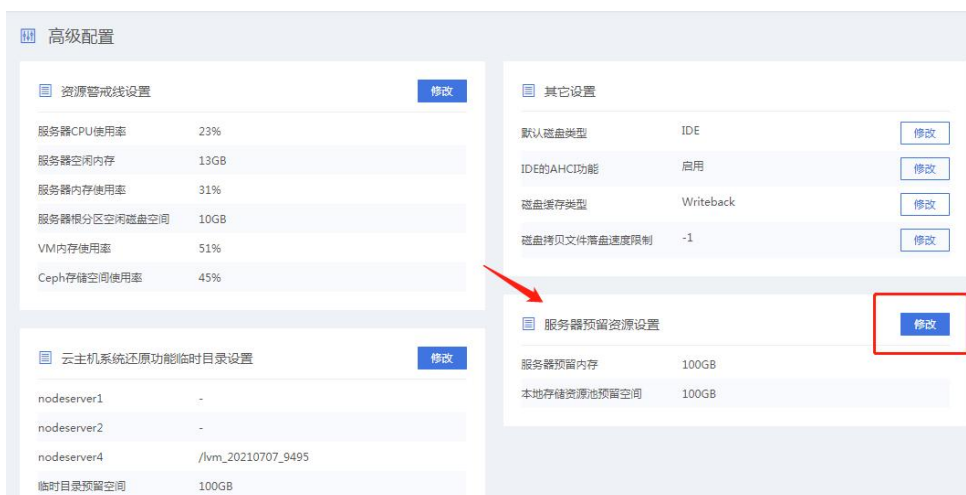 高级配置
资源警戒线设置 修改
服务器CPU使用率 23%
服务器空闲内存 13GB
服务器内存使用率 31%
服务器根分区空闲磁盘空间 10GB
VM内存使用率 51%
Ceph存储空间使用率 45%
云主机系统还原功能临时目录设置 修改
nodeserver1 -
nodeserver2 -
nodeserver4 /lvm_20210707_9495
临时目录预留空间 100GB
其它设置
默认磁盘类型 IDE 修改
IDE的AHCI功能 启用 修改
磁盘缓存类型 Writeback 修改
磁盘拷贝文件落盘速度限制 -1 修改
服务器预留资源设置 修改
服务器预留内存 100GB
本地存储资源池预留空间 100GB